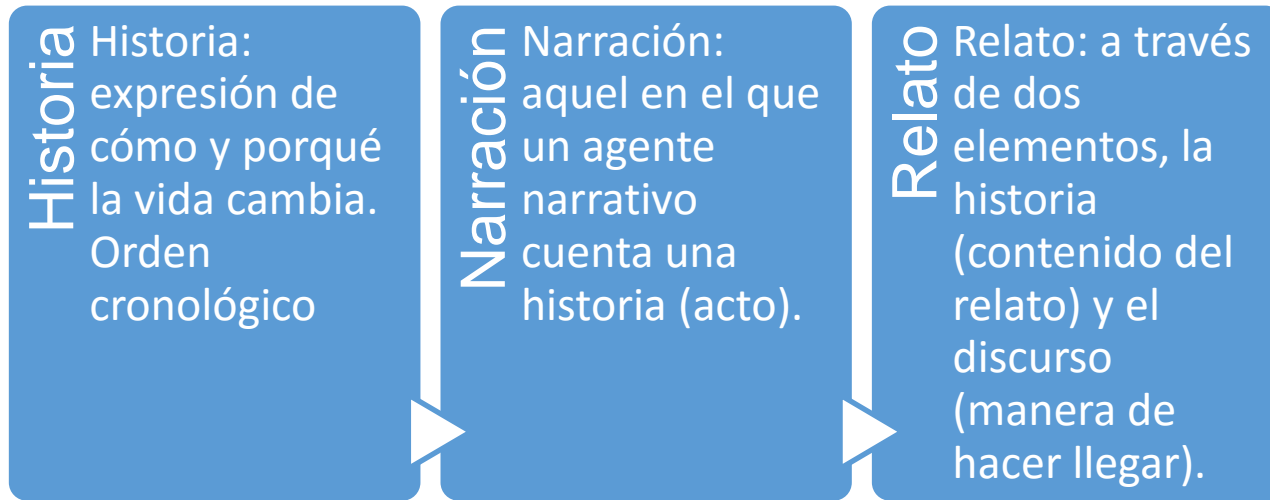 Historia
Historia:
expresión de
cómo y porqué
la vida cambia.
Orden
cronológico
Narración
Narración:
aquel en el que
un agente
narrativo
cuenta una
historia (acto).
Relato
Relato: a través
de dos
elementos, la
historia
(contenido del
relato) y el
discurso
(manera de
hacer llegar).